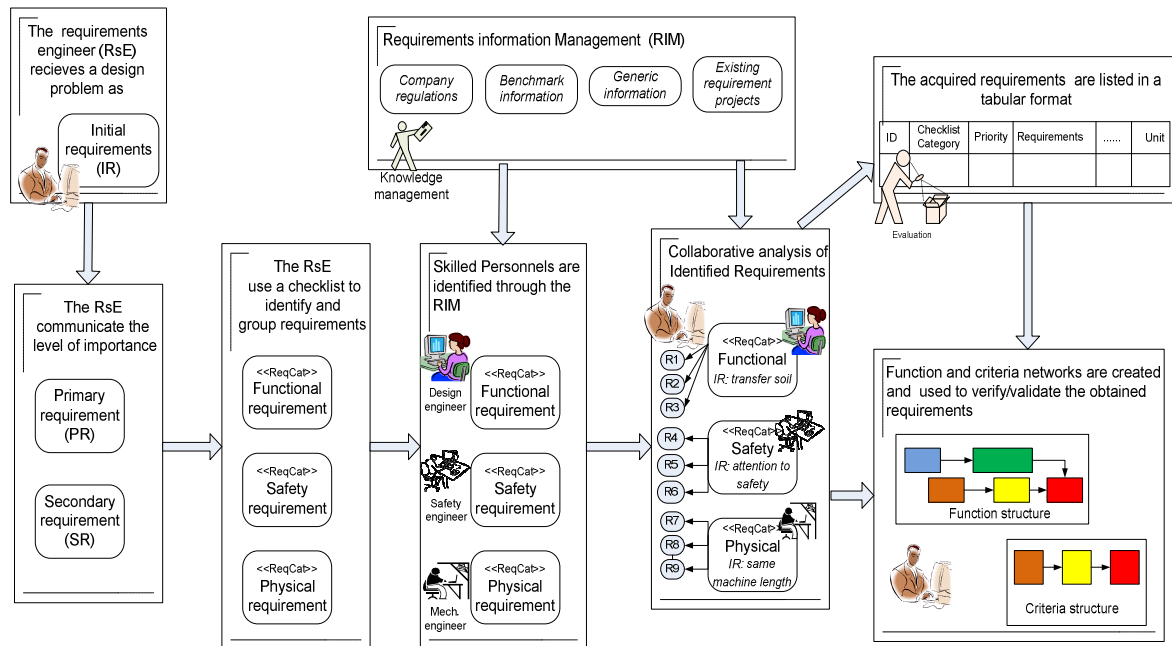 The requirements
engineer (RsE)
recieves a design
problem as
Initial
requirements
(IR)
The RsE
communicate the
level of importance
Primary
requirement
(PR)
Secondary
requirement
(SR)
The RsE
use a checklist to
identify and
group requirements
<<ReqCat>>
Functional
requirement
<<ReqCat>>
Safety
requirement
<<ReqCat>>
Physical
requirement
Requirements information Management (RIM)
Company
regulations
Benchmark
information
Generic
information
Existing
requirement
projects
Knowledge
management
Skilled Personnels are
identified through the
RIM
Design
engineer
<<ReqCat>>
Functional
requirement
Safety
engineer
<<ReqCat>>
Safety
requirement
Mech.
engineer
<<ReqCat>>
Physical
requirement
Collaborative analysis of
Identified Requirements
<<ReqCat>>
Functional
IR: transfer soil
R1
R2
R3
<<ReqCat>>
Safety
IR: attention to
safety
R4
R5
R6
<<ReqCat>>
Physical
IR: same
machine length
R7
R8
R9
The acquired requirements are listed in a
tabular format
ID
Checklist
Category
Priority
Requirements
......
Unit
Evaluation
Function and criteria networks are created
and used to verify/validate the obtained
requirements
Function structure
Criteria structure